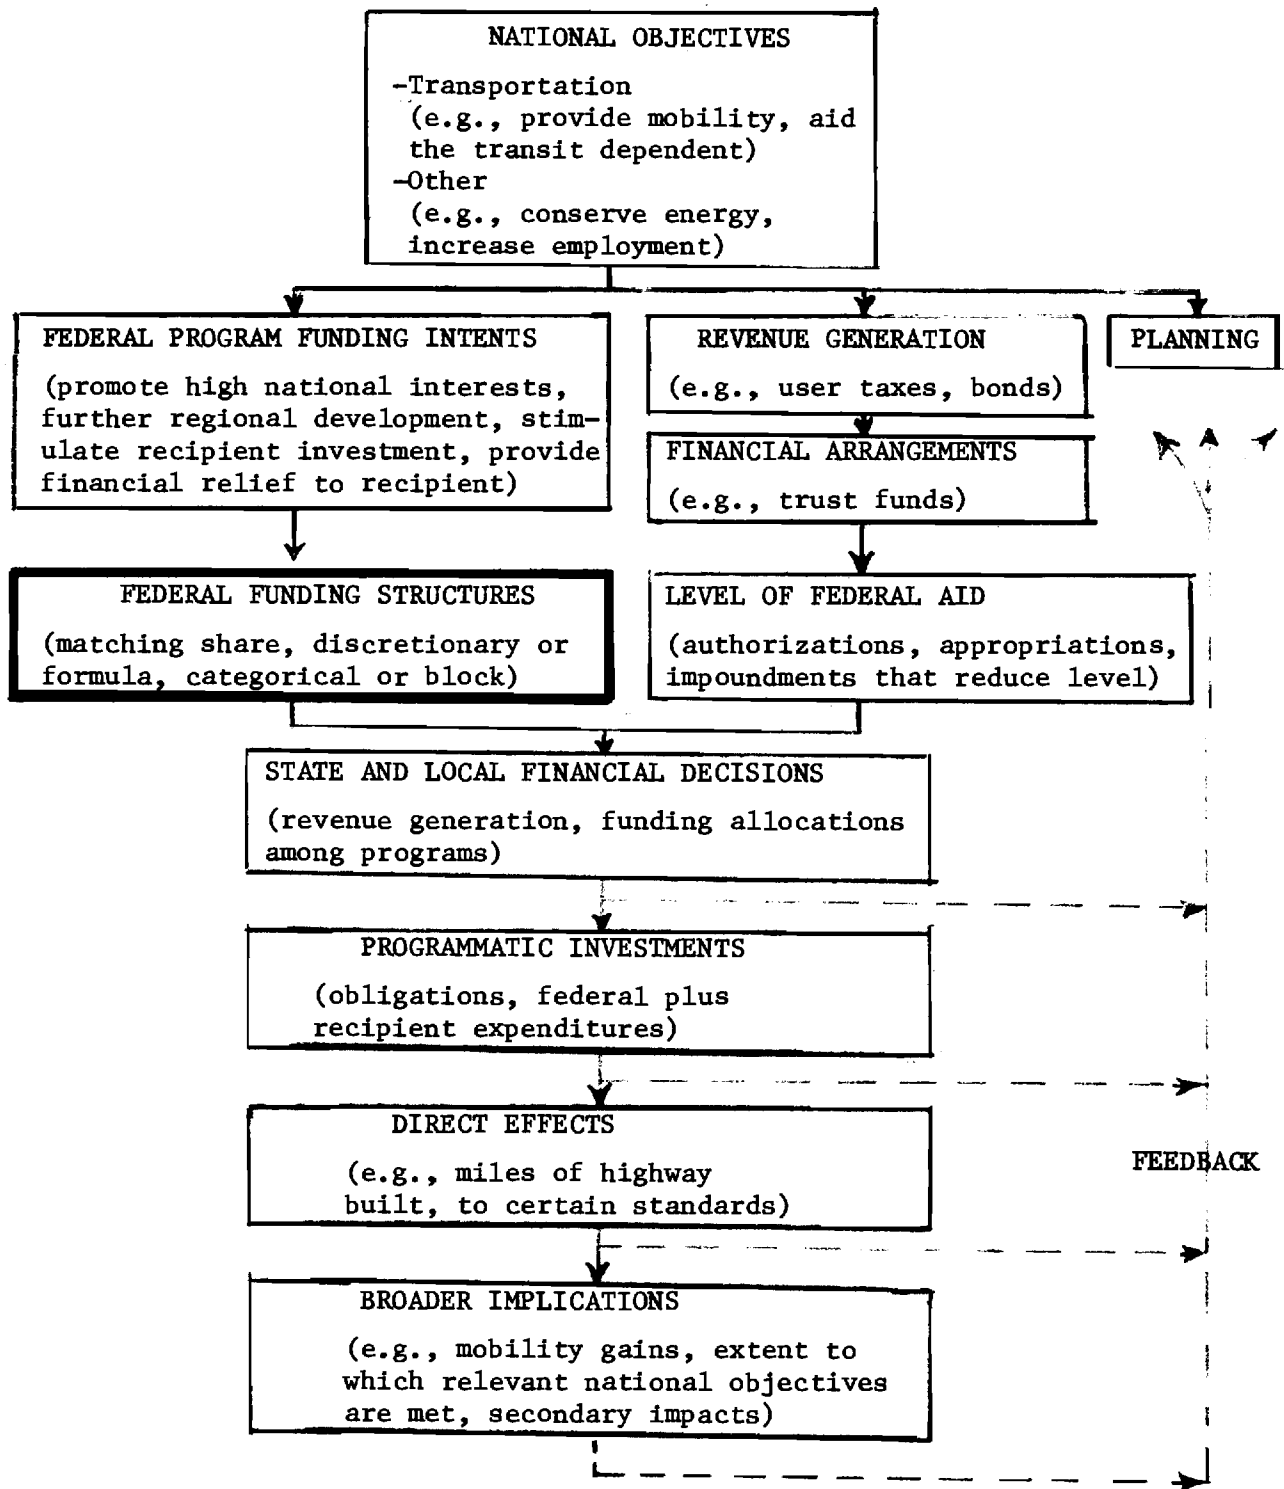 NATIONAL OBJECTIVES
-Transportation
(e.g., provide mobility, aid
the transit dependent)
-Other
(e.g., conserve energy,
increase employment)
FEDERAL PROGRAM FUNDING INTENTS
(promote high national interests,
further regional development, stim-
ulate recipient investment, provide
financial relief to recipient)
REVENUE GENERATION
(e.g., user taxes, bonds)
PLANNING
FINANCIAL ARRANGEMENTS
(e.g., trust funds)
FEDERAL FUNDING STRUCTURES
(matching share, discretionary or
formula, categorical or block)
LEVEL OF FEDERAL AID
(authorizations, appropriations,
impoundments that reduce level)
STATE AND LOCAL FINANCIAL DECISIONS
(revenue generation, funding allocations
among programs)
PROGRAMMATIC INVESTMENTS
(obligations, federal plus
recipient expenditures)
DIRECT EFFECTS
(e.g., miles of highway
built, to certain standards)
FEEDBACK
BROADER IMPLICATIONS
(e.g., mobility gains, extent to
which relevant national objectives
are met, secondary impacts)